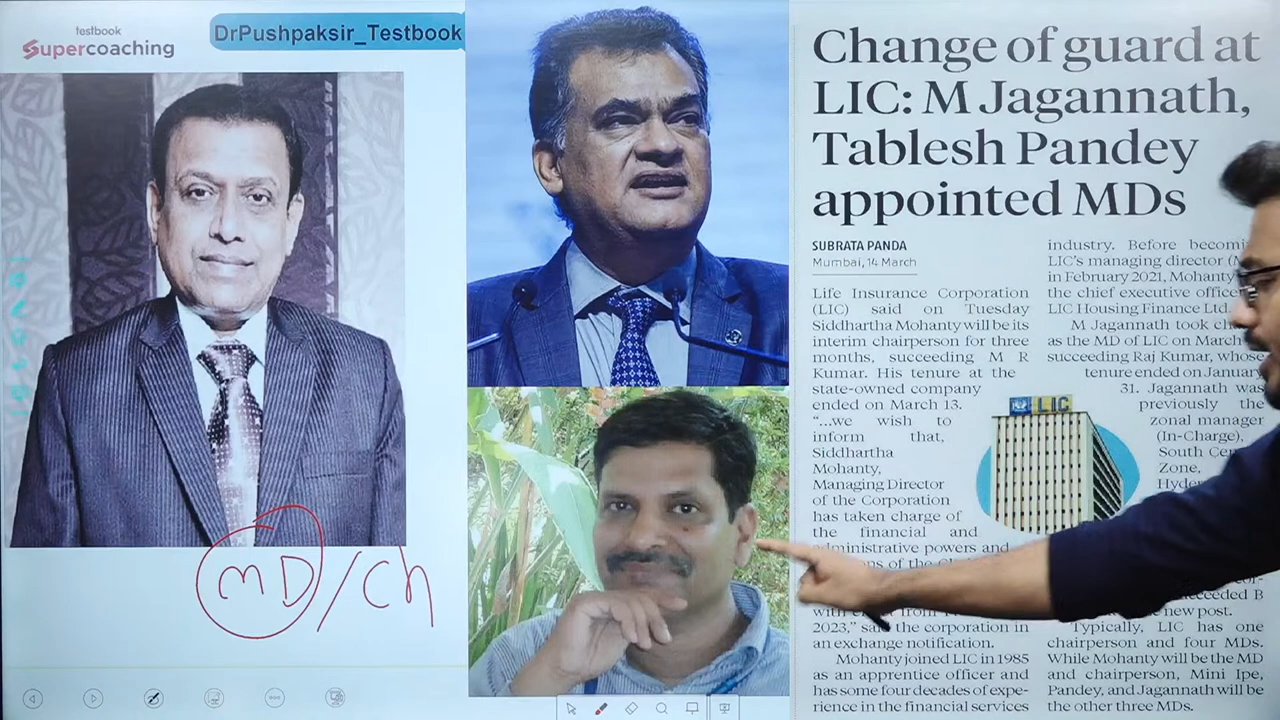 testbook
Supercoaching
DrPushpaksir_Testbook
MD/Ch
Change of guard at
LIC: M Jagannath,
Tablesh Pandey
appointed MDs
SUBRATA PANDA
Mumbai, 14 March
Life Insurance Corporation
(LIC) said on Tuesday
Siddhartha Mohanty will be its
interim chairperson for three
months, succeeding M R
Kumar. His tenure at the
state-owned company
ended on March 13.
“...we wish to
inform that,
Siddhartha
Mohanty,
Managing Director
of the Corporation
has taken charge of
the financial and
administrative powers and
of the
with
2023,” said the corporation in
an exchange notification.
Mohanty joined LIC in 1985
as an apprentice officer and
has some four decades of expe-
rience in the financial services
industry. Before
LIC’s managing director
in February 2021, Mohanty
the chief executive
LIC Housing Finance Ltd.
M Jagannath took
as the MD of LIC on March
succeeding Raj Kumar, whose
tenure ended on January
31. Jagannath was
previously the
zonal manager
(In-Charge),
South
Zone,
B
new post.
Typically, LIC has one
chairperson and four MDs.
While Mohanty will be the MD
and chairperson, Mini Ipe,
Pandey, and Jagannath will be
the other three MDs.
LIC